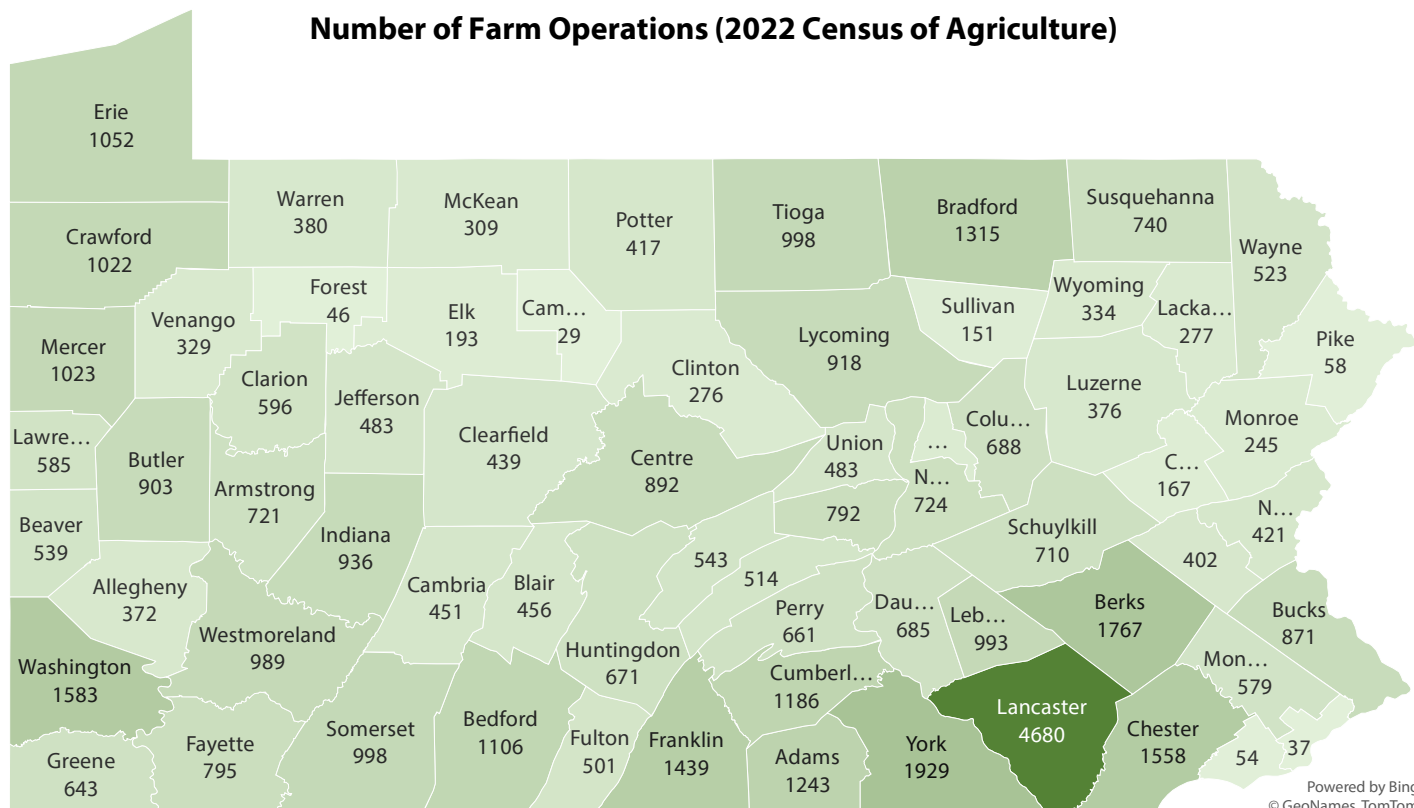 Number of Farm Operations (2022 Census of Agriculture)
Erie
1052
Warren
380
McKean
309
Potter
417
Tioga
998
Bradford
1315
Susquehanna
740
Wayne
523
Crawford
1022
Forest
46
Elk
193
Cam…
29
Sullivan
151
Wyoming
334
Lacka…
277
Pike
58
Venango
329
Mercer
1023
Lycoming
918
Clinton
276
Clarion
596
Jefferson
483
Luzerne
376
Monroe
245
Lawre…
585
Butler
903
Clearfield
439
Centre
892
Union
483
…
Colu…
688
N…
724
C…
167
Armstrong
721
Beaver
539
Indiana
936
792
Schuylkill
710
N…
421
402
543
514
Allegheny
372
Cambria
451
Blair
456
Perry
661
Dau…
685
Leb…
993
Berks
1767
Bucks
871
Westmoreland
989
Huntingdon
671
Washington
1583
Cumberl…
1186
Mon…
579
Lancaster
4680
Greene
643
Fayette
795
Somerset
998
Bedford
1106
Fulton
501
Franklin
1439
Adams
1243
York
1929
Chester
1558
54
37
Powered by Bing
© GeoNames, TomTom